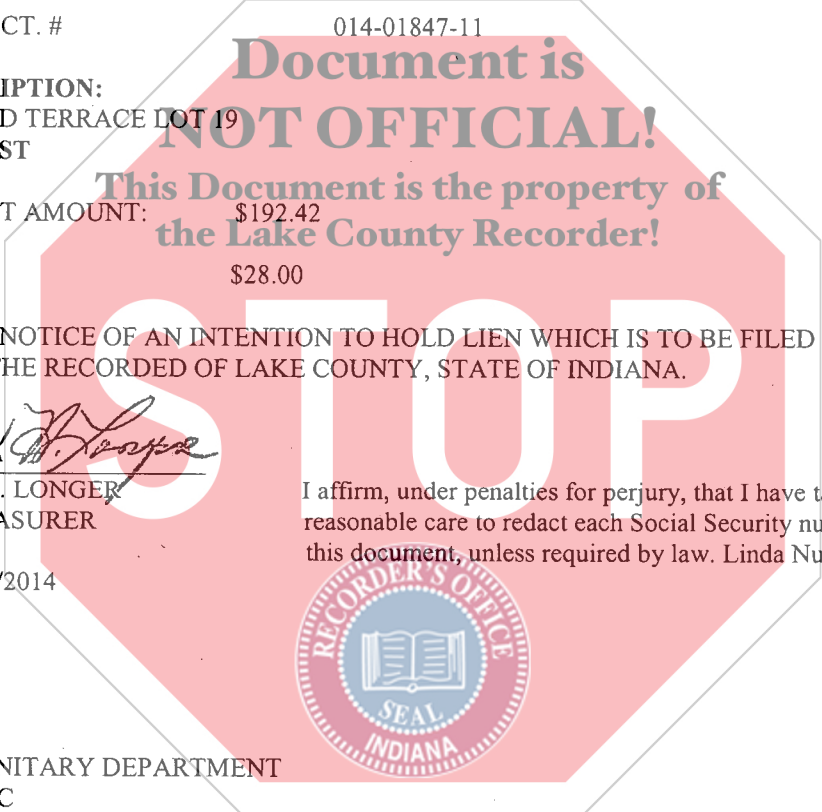 CT. # 014-01847-11
Document is
IPTION:
D TERRACE LOT 19
NOT OFFICIAL!
ST
This Document is the property of
T AMOUNT: $192.42
the Lake County Recorder!
$28.00
STOP
NOTICE OF AN INTENTION TO HOLD LIEN WHICH IS TO BE FILED
HE RECORDED OF LAKE COUNTY, STATE OF INDIANA.
. LONGER
ASURER
I affirm, under penalties for perjury, that I have t
reasonable care to redact each Social Security nu
this document, unless required by law. Linda Nu
/2014
RECORDER'S OFFICE
SEAL
INDIANA
NITARY DEPARTMENT
C